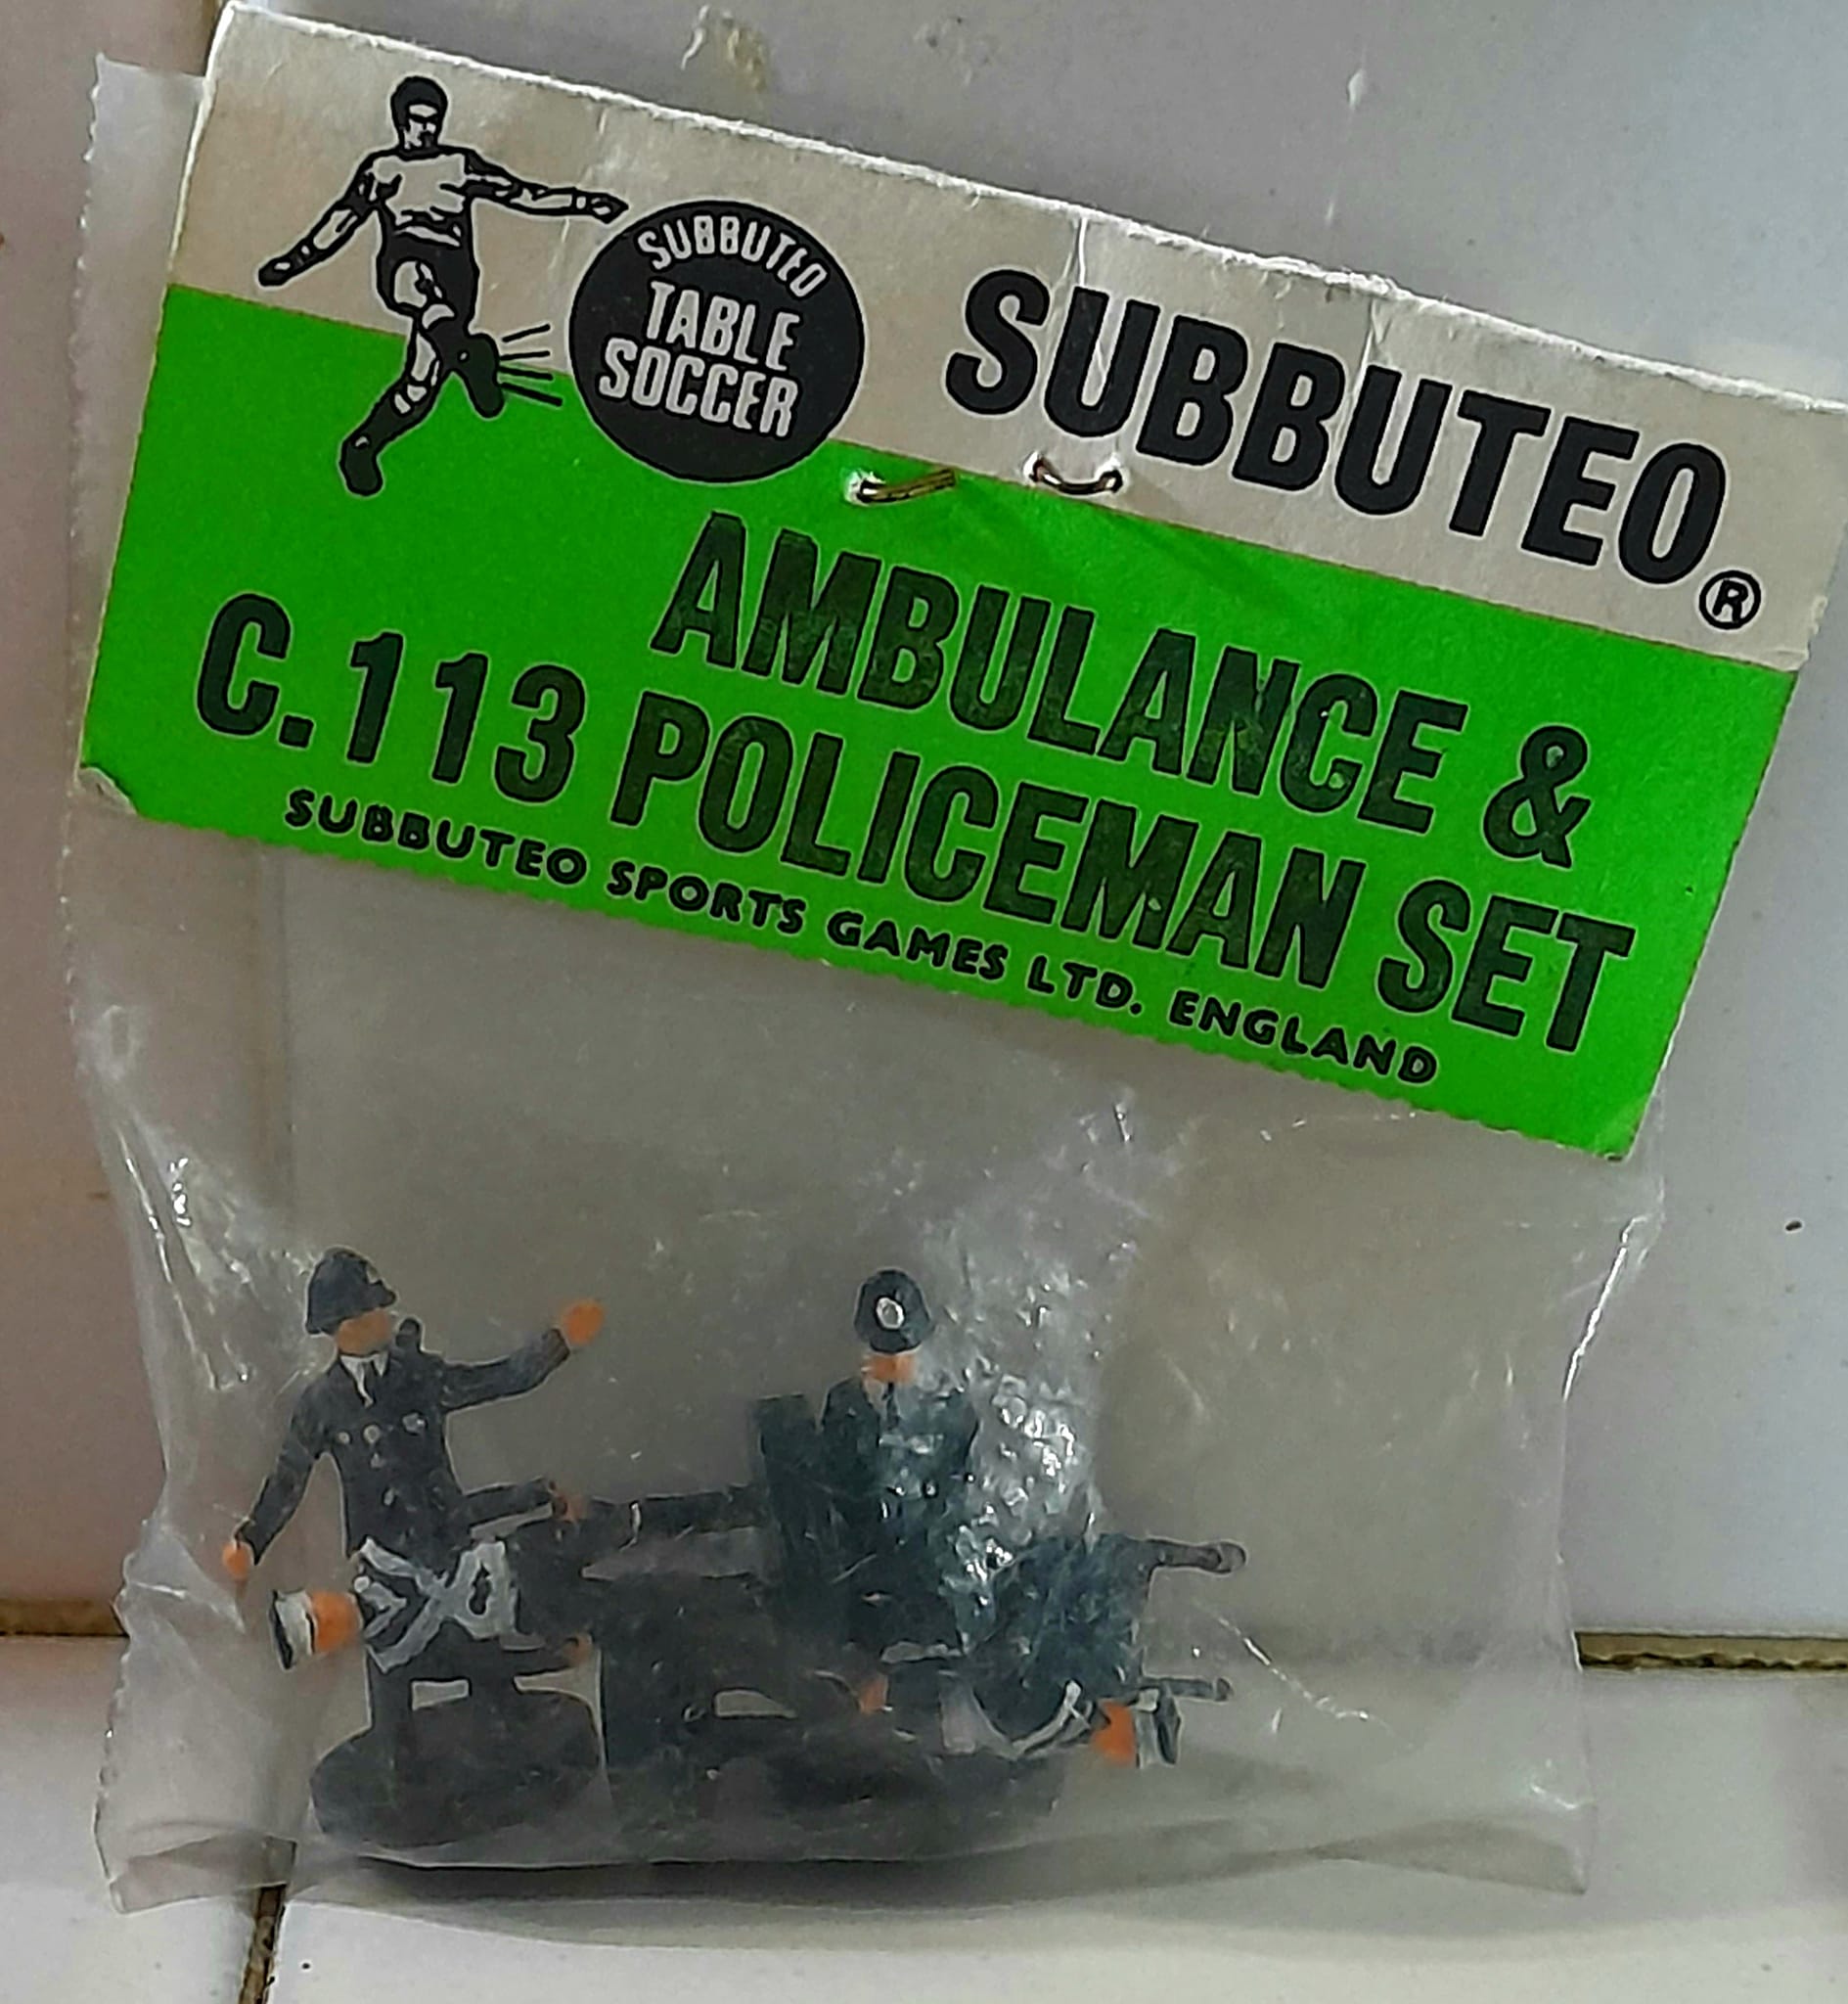 SUBBUTEO
TABLE
SOCCER
SUBBUTEO®
AMBULANCE &
C.113 POLICEMAN SET
SUBBUTEO SPORTS GAMES LTD. ENGLAND